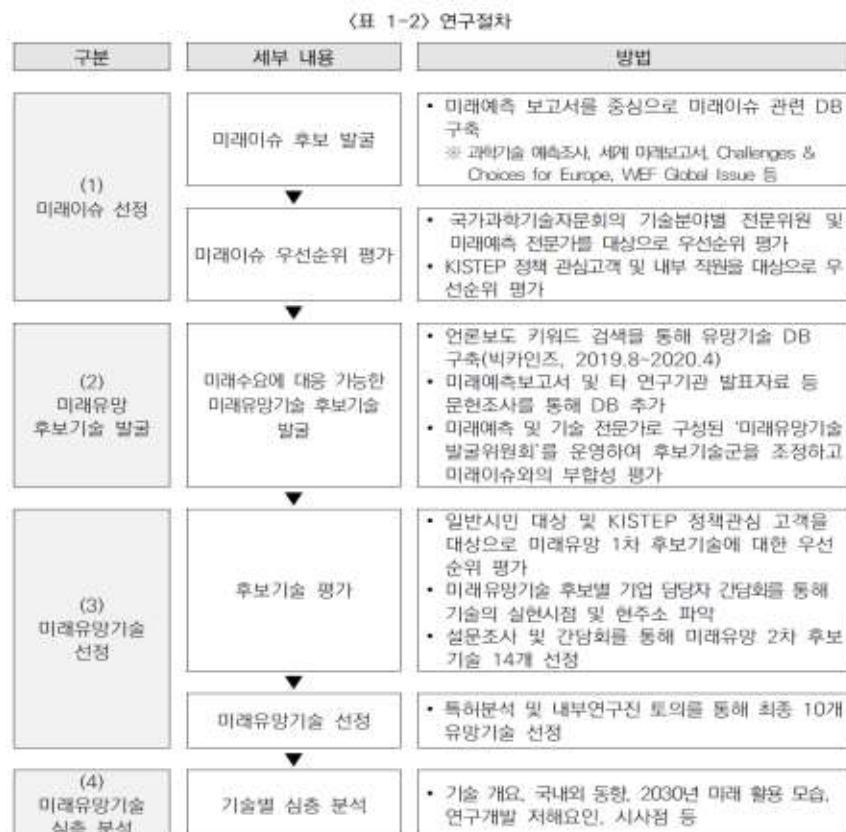 〈표 1-2〉 연구절차
구분
세부 내용
방법
(1)
미래이슈 선정
미래이슈 후보 발굴
• 미래예측 보고서를 중심으로 미래이슈 관련 DB
구축
※ 과학기술 예측조사, 세계 미래보고서, Challenges &
Choices for Europe, WEF Global Issue 등
▼
미래이슈 우선순위 평가
• 국가과학기술자문회의 기술분야별 전문위원 및
미래예측 전문가를 대상으로 우선순위 평가
• KISTEP 정책 관심고객 및 내부 직원을 대상으로 우
선순위 평가
▼
(2)
미래유망
후보기술 발굴
미래수요에 대응 가능한
미래유망기술 후보기술
발굴
• 언론보도 키워드 검색을 통해 유망기술 DB
구축(빅카인즈, 2019.8~2020.4)
• 미래예측보고서 및 타 연구기관 발표자료 등
문헌조사를 통해 DB 추가
• 미래예측 및 기술 전문가로 구성된 '미래유망기술
발굴위원회'를 운영하여 후보기술군을 조정하고
미래이슈와의 부합성 평가
▼
(3)
미래유망기술
선정
후보기술 평가
• 일반시민 대상 및 KISTEP 정책관심 고객을
대상으로 미래유망 1차 후보기술에 대한 우선
순위 평가
• 미래유망기술 후보별 기업 담당자 간담회를 통해
기술의 실현시점 및 현주소 파악
• 설문조사 및 간담회를 통해 미래유망 2차 후보
기술 14개 선정
▼
미래유망기술 선정
• 특허분석 및 내부연구진 토의를 통해 최종 10개
유망기술 선정
▼
(4)
미래유망기술
심층 분석
기술별 심층 분석
• 기술 개요, 국내외 동향, 2030년 미래 활용 모습,
연구개발 저해요인, 시사점 등